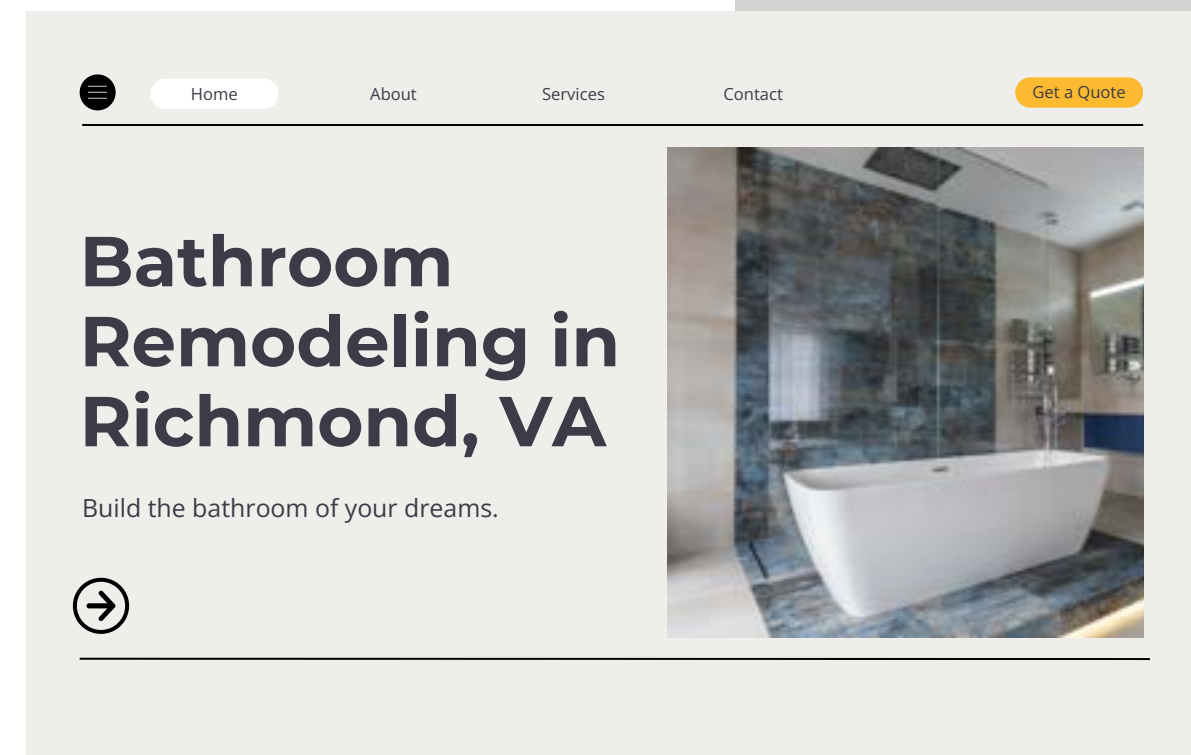 Home
About
Services
Contact
Get a Quote
Bathroom
Remodeling in
Richmond, VA
Build the bathroom of your dreams.